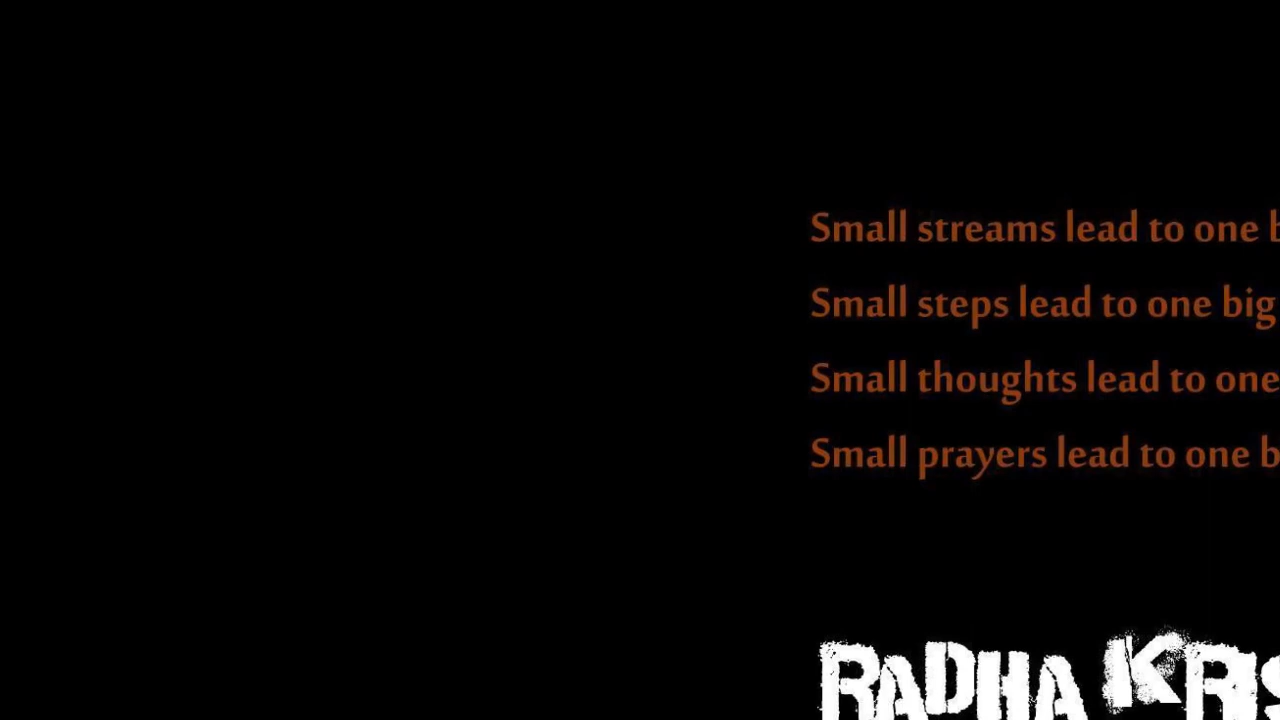 Small streams lead to one b
Small steps lead to one big
Small thoughts lead to one
Small prayers lead to one b
RADHA KRIS